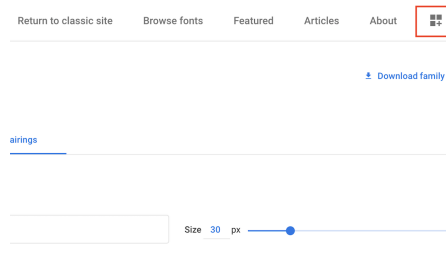 Return to classic site Browse fonts Featured Articles About
Download family
airings
Size 30 px